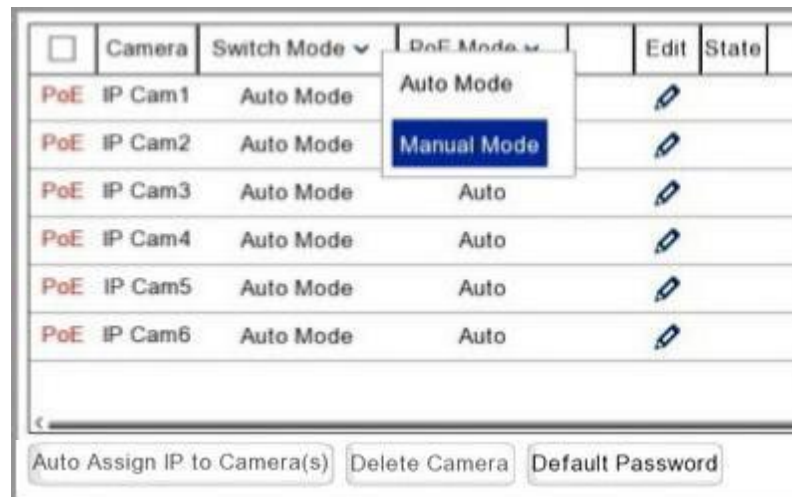 Camera Switch Mode PoE Mode Edit State
PoE IP Cam1 Auto Mode
Auto Mode
PoE IP Cam2 Auto Mode
Manual Mode
PoE IP Cam3 Auto Mode Auto
PoE IP Cam4 Auto Mode Auto
PoE IP Cam5 Auto Mode Auto
PoE IP Cam6 Auto Mode Auto
Auto Assign IP to Camera(s) Delete Camera Default Password